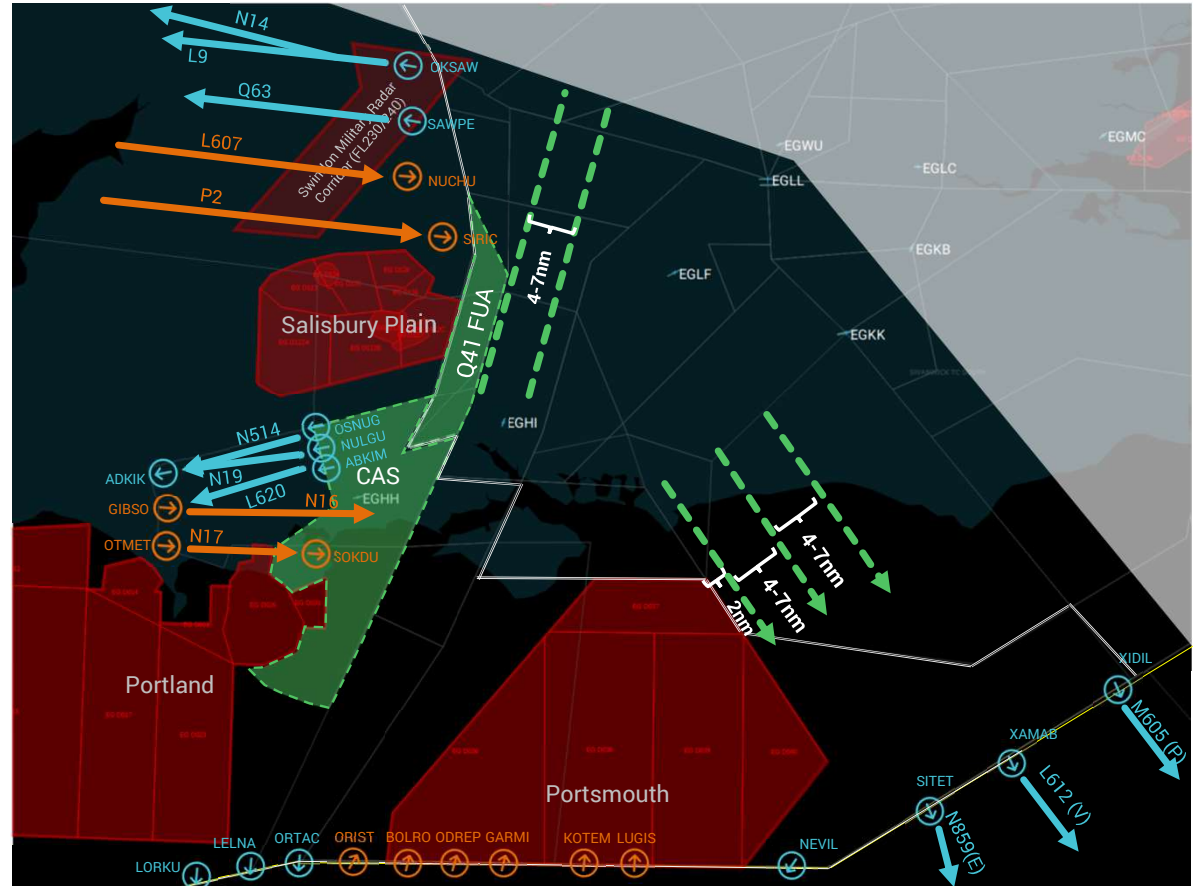 N14
L9
OKSAW
Q63
SAWPE
Swindon Military Radar
Corridor (FL230/240)
L607
NUCHU
P2
SIRIC
EGWU
EGLL
EGLC
EGMC
EGKB
EGLF
EGKK
4-7nm
Salisbury Plain
Q41 FUA
EGHI
OSNUG
NULGU
ABKIM
N514
N19
L620
ADKIK
CAS
EGHH
GIBSO
N16
OTMET
N17
SOKDU
4-7nm
4-7nm
2nm
Portland
Portsmouth
XIDIL
M605 (P)
XAMAB
L612 (V)
SITET
N859(E)
NEVIL
LORKU
LELNA
ORTAC
ORIST
BOLRO
ODREP
GARMI
KOTEM
LUGIS